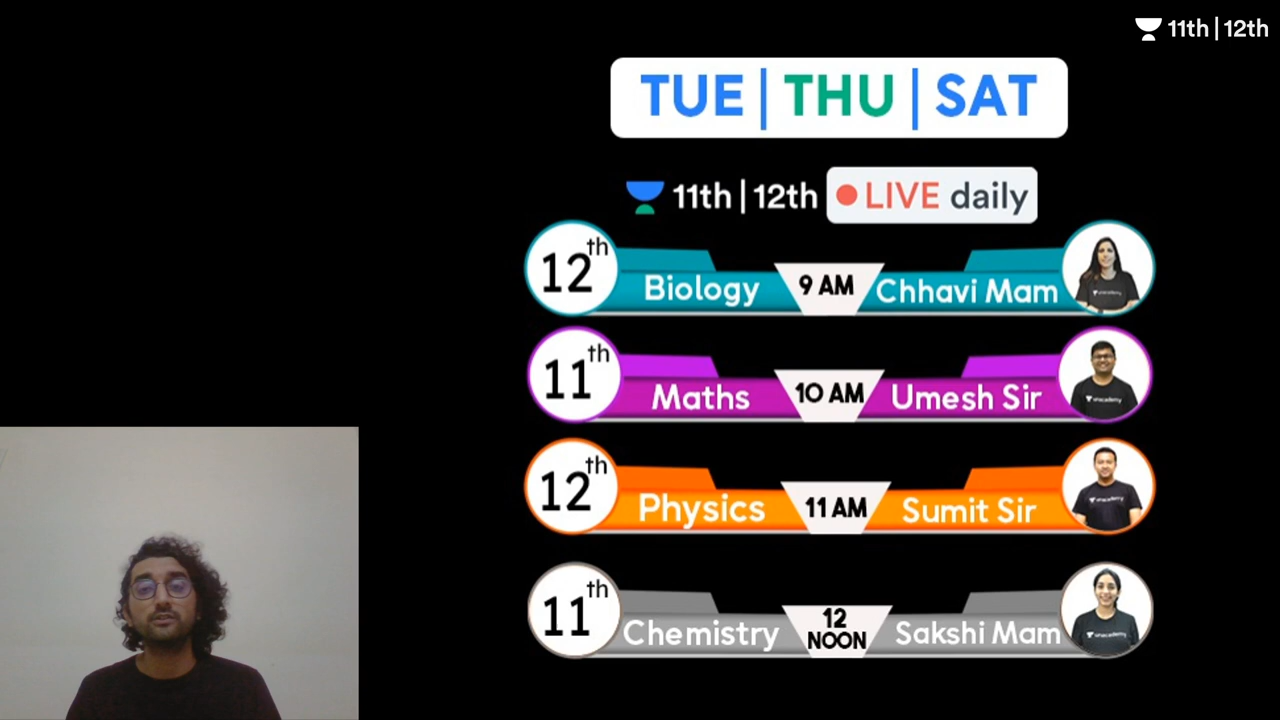 11th | 12th
TUE | THU | SAT
11th | 12th LIVE daily
12th Biology 9 AM Chhavi Mam
11th Maths 10 AM Umesh Sir
12th Physics 11 AM Sumit Sir
11th Chemistry 12 NOON Sakshi Mam